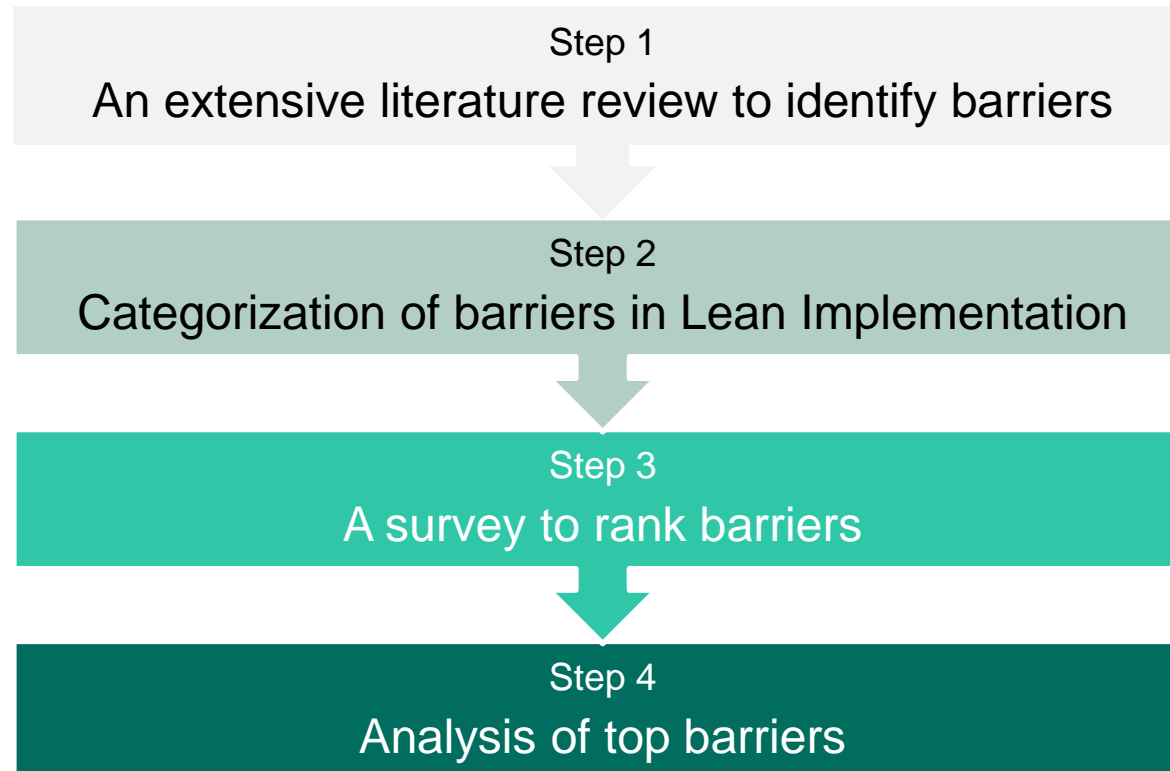 Step 1
An extensive literature review to identify barriers
Step 2
Categorization of barriers in Lean Implementation
Step 3
A survey to rank barriers
Step 4
Analysis of top barriers